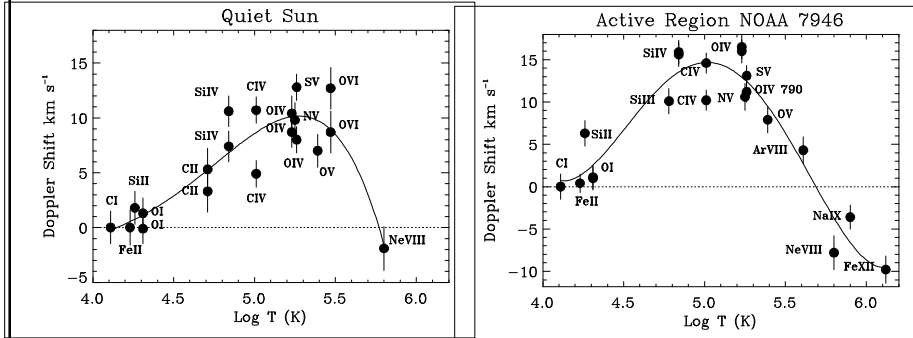 Quiet Sun
Doppler Shift km s⁻¹
15
10
5
0
−5
4.0 4.5 5.0 5.5 6.0
Log T (K)
CI
FeII
SiII
OI
OI
CII
CII
SiIV
SiIV
CIV
CIV
OIV
OIV
OIV
SV
NV
OV
OVI
OVI
NeVIII
Active Region NOAA 7946
Doppler Shift km s⁻¹
15
10
5
0
−5
−10
4.0 4.5 5.0 5.5 6.0
Log T (K)
CI
FeII
SiII
OI
SiIII
SiIV
CIV
CIV
OIV
SV
OIV 790
NV
OV
ArVIII
NaIX
NeVIII
FeXII